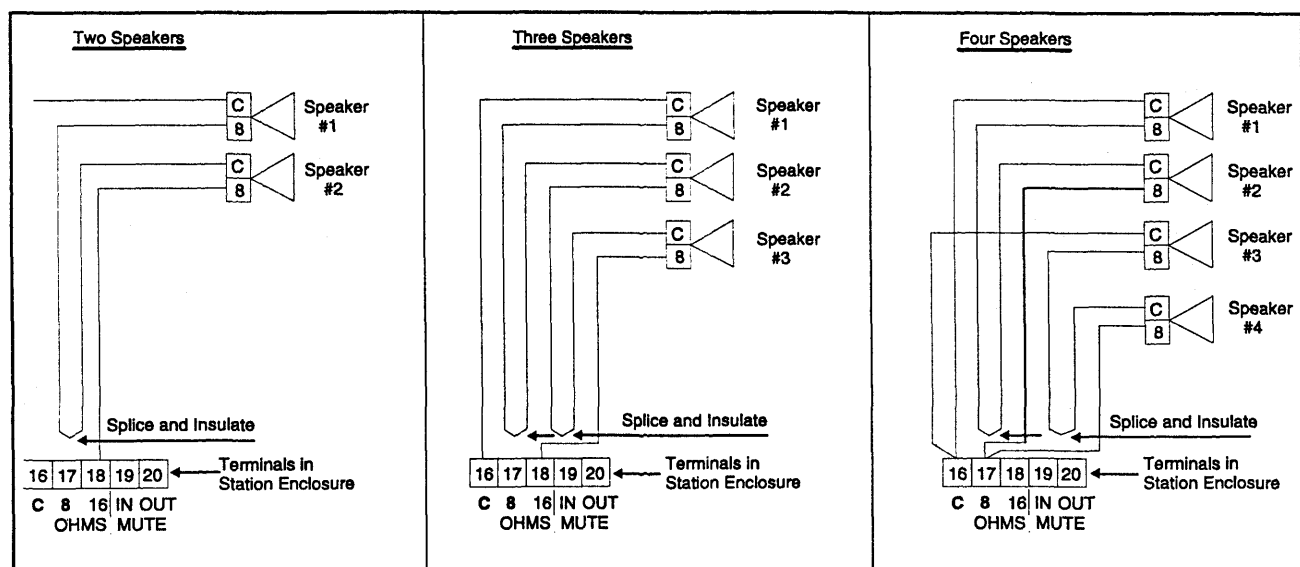 Two Speakers
C
8
Speaker
#1
C
8
Speaker
#2
Splice and Insulate
16 17 18 19 20
Terminals in
Station Enclosure
C 8 16 IN OUT
OHMS MUTE
Three Speakers
C
8
Speaker
#1
C
8
Speaker
#2
C
8
Speaker
#3
Splice and Insulate
16 17 18 19 20
Terminals in
Station Enclosure
C 8 16 IN OUT
OHMS MUTE
Four Speakers
C
8
Speaker
#1
C
8
Speaker
#2
C
8
Speaker
#3
C
8
Speaker
#4
Splice and Insulate
16 17 18 19 20
Terminals in
Station Enclosure
C 8 16 IN OUT
OHMS MUTE